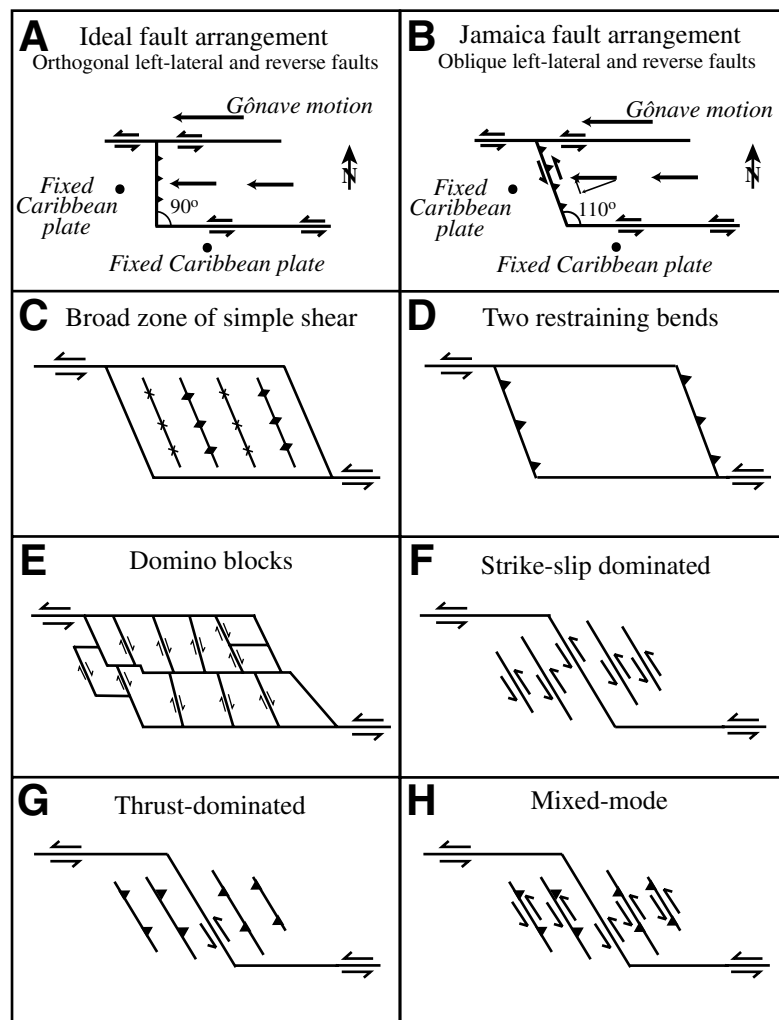 A
Ideal fault arrangement
Orthogonal left-lateral and reverse faults
Gônave motion
N
Fixed
Caribbean
plate
90º
Fixed Caribbean plate
B
Jamaica fault arrangement
Oblique left-lateral and reverse faults
Gônave motion
N
Fixed
Caribbean
plate
110º
Fixed Caribbean plate
C
Broad zone of simple shear
D
Two restraining bends
E
Domino blocks
F
Strike-slip dominated
G
Thrust-dominated
H
Mixed-mode